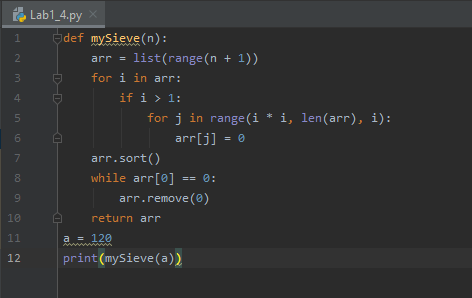 Lab1_4.py ×
1 def mySieve(n):
2     arr = list(range(n + 1))
3     for i in arr:
4         if i > 1:
5             for j in range(i * i, len(arr), i):
6                 arr[j] = 0
7     arr.sort()
8     while arr[0] == 0:
9         arr.remove(0)
10     return arr
11 a = 120
12 print(mySieve(a))